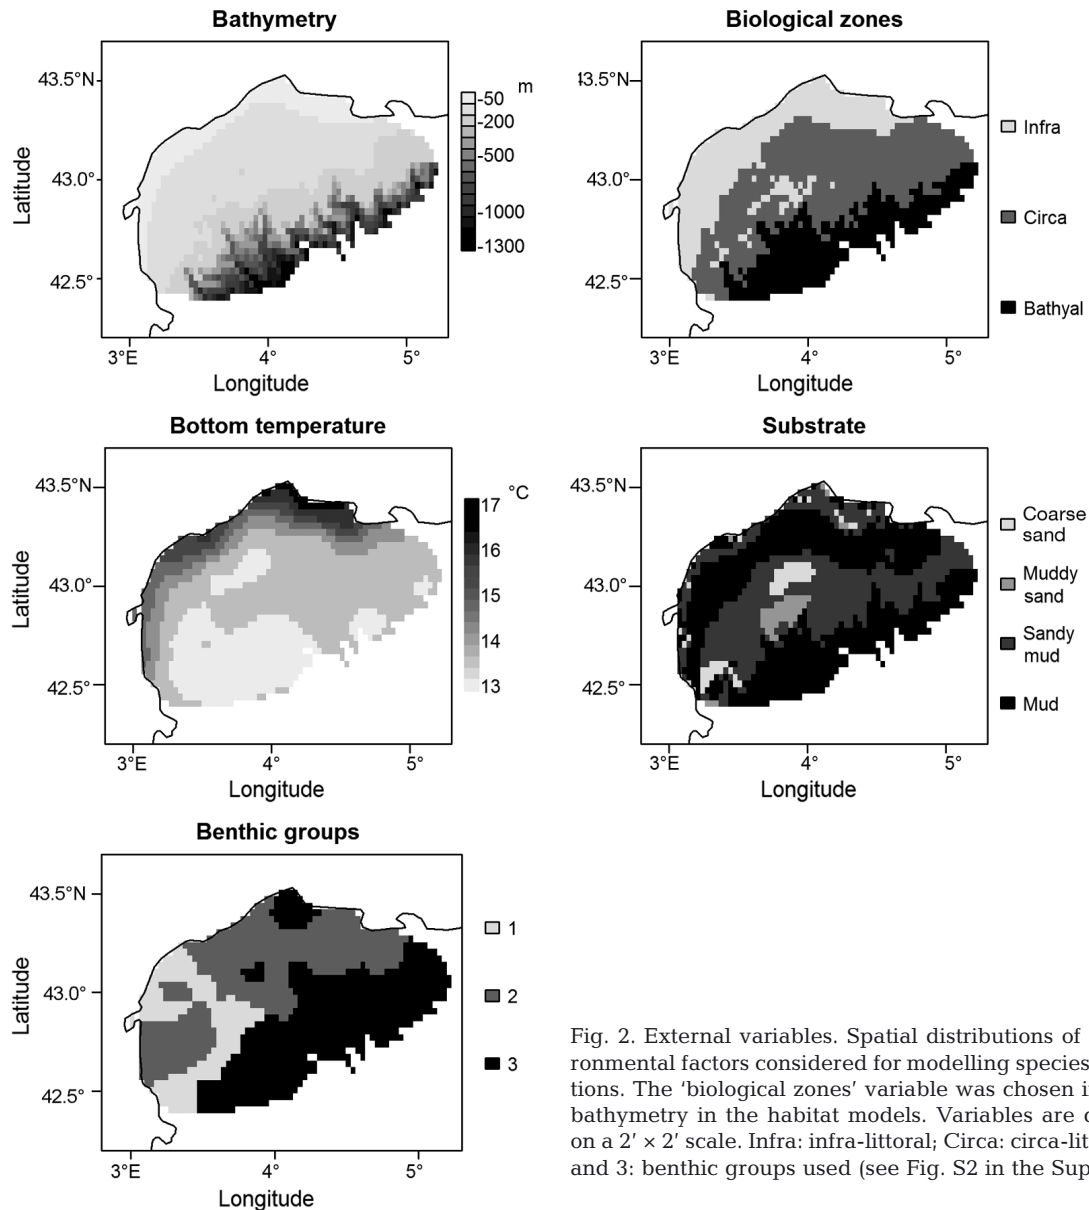 Bathymetry
43.5°N
43.0°
42.5°
3°E 4° 5°
Latitude
Longitude
m
-50
-200
-500
-1000
-1300
Biological zones
43.5°N
43.0°
42.5°
3°E 4° 5°
Latitude
Longitude
Infra
Circa
Bathyal
Bottom temperature
43.5°N
43.0°
42.5°
3°E 4° 5°
Latitude
Longitude
°C
17
16
15
14
13
Substrate
43.5°N
43.0°
42.5°
3°E 4° 5°
Latitude
Longitude
Coarse
sand
Muddy
sand
Sandy
mud
Mud
Benthic groups
43.5°N
43.0°
42.5°
3°E 4° 5°
Latitude
Longitude
1
2
3
Fig. 2. External variables. Spatial distributions of
ronmental factors considered for modelling species
tions. The ‘biological zones’ variable was chosen i
bathymetry in the habitat models. Variables are
on a 2′ × 2′ scale. Infra: infra-littoral; Circa: circa-lit
and 3: benthic groups used (see Fig. S2 in the Sup